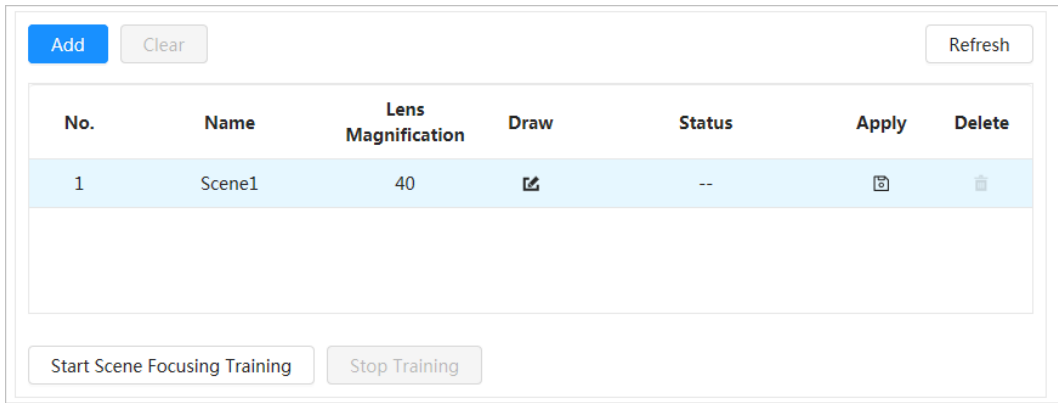 Add Clear Refresh
No. Name Lens Magnification Draw Status Apply Delete
1 Scene1 40 --
Start Scene Focusing Training Stop Training